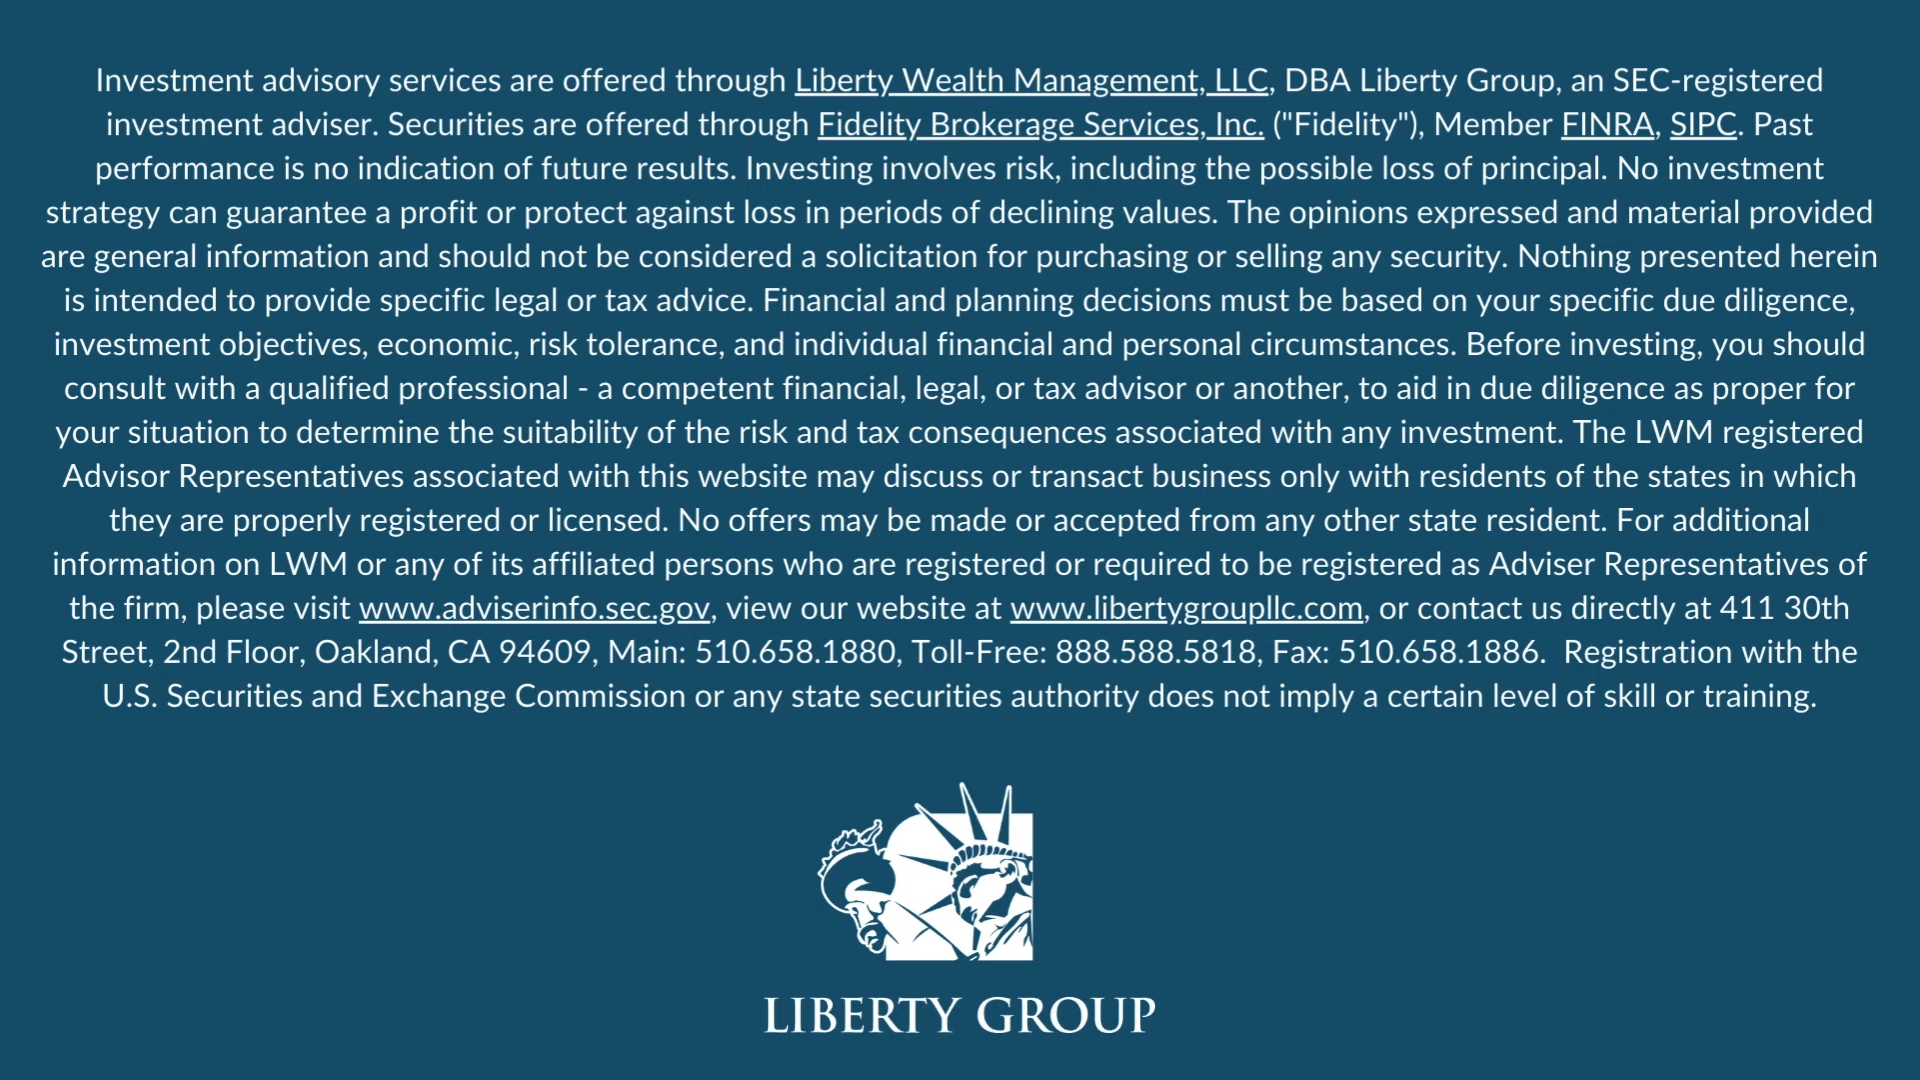 Investment advisory services are offered through Liberty Wealth Management, LLC, DBA Liberty Group, an SEC-registered
investment adviser. Securities are offered through Fidelity Brokerage Services, Inc. ("Fidelity"), Member FINRA, SIPC. Past
performance is no indication of future results. Investing involves risk, including the possible loss of principal. No investment
strategy can guarantee a profit or protect against loss in periods of declining values. The opinions expressed and material provided
are general information and should not be considered a solicitation for purchasing or selling any security. Nothing presented herein
is intended to provide specific legal or tax advice. Financial and planning decisions must be based on your specific due diligence,
investment objectives, economic, risk tolerance, and individual financial and personal circumstances. Before investing, you should
consult with a qualified professional - a competent financial, legal, or tax advisor or another, to aid in due diligence as proper for
your situation to determine the suitability of the risk and tax consequences associated with any investment. The LWM registered
Advisor Representatives associated with this website may discuss or transact business only with residents of the states in which
they are properly registered or licensed. No offers may be made or accepted from any other state resident. For additional
information on LWM or any of its affiliated persons who are registered or required to be registered as Adviser Representatives of
the firm, please visit www.adviserinfo.sec.gov, view our website at www.libertygroupllc.com, or contact us directly at 411 30th
Street, 2nd Floor, Oakland, CA 94609, Main: 510.658.1880, Toll-Free: 888.588.5818, Fax: 510.658.1886.  Registration with the
U.S. Securities and Exchange Commission or any state securities authority does not imply a certain level of skill or training.
LIBERTY GROUP